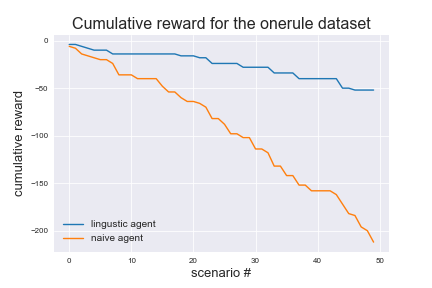 Cumulative reward for the onerule dataset
cumulative reward
0
−50
−100
−150
−200
lingustic agent
naive agent
0 10 20 30 40 50
scenario #